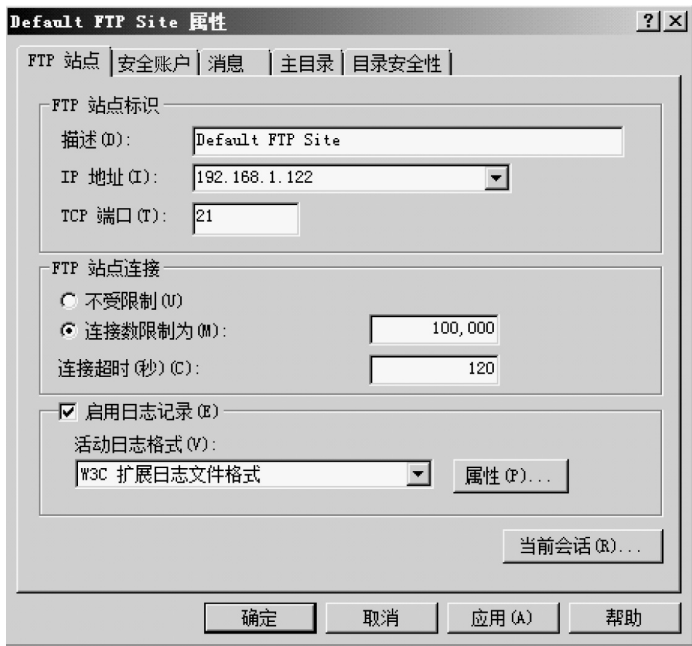 Default FTP Site 属性
FTP 站点 安全账户 消息 主目录 目录安全性
FTP 站点标识
描述(D): Default FTP Site
IP 地址(I): 192.168.1.122
TCP 端口(T): 21
FTP 站点连接
不受限制(U)
连接数限制为(M): 100,000
连接超时(秒)(C): 120
启用日志记录(E)
活动日志格式(V):
W3C 扩展日志文件格式 属性(P)...
当前会话(R)...
确定 取消 应用(A) 帮助